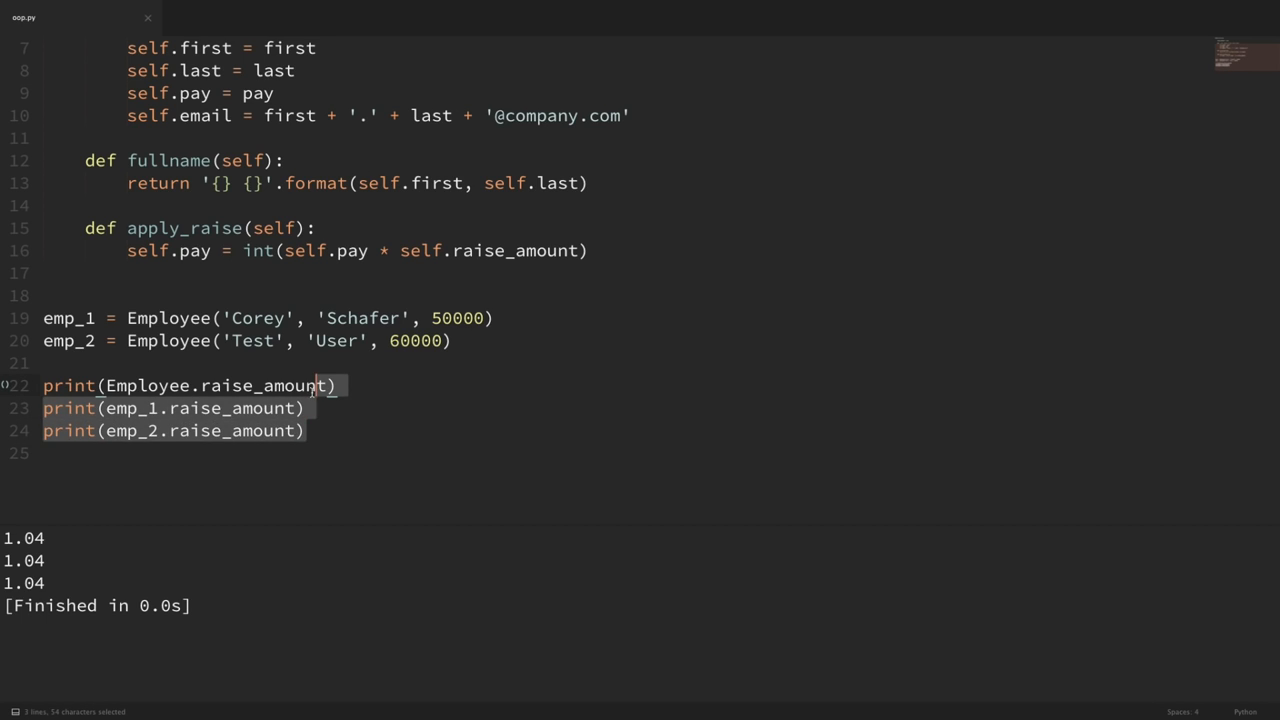 oop.py
7 self.first = first
8 self.last = last
9 self.pay = pay
10 self.email = first + '.' + last + '@company.com'
11
12 def fullname(self):
13 return '{} {}'.format(self.first, self.last)
14
15 def apply_raise(self):
16 self.pay = int(self.pay * self.raise_amount)
17
18
19 emp_1 = Employee('Corey', 'Schafer', 50000)
20 emp_2 = Employee('Test', 'User', 60000)
21
22 print(Employee.raise_amount)
23 print(emp_1.raise_amount)
24 print(emp_2.raise_amount)
25
1.04
1.04
1.04
[Finished in 0.0s]
3 lines, 54 characters selected Spaces: 4 Python